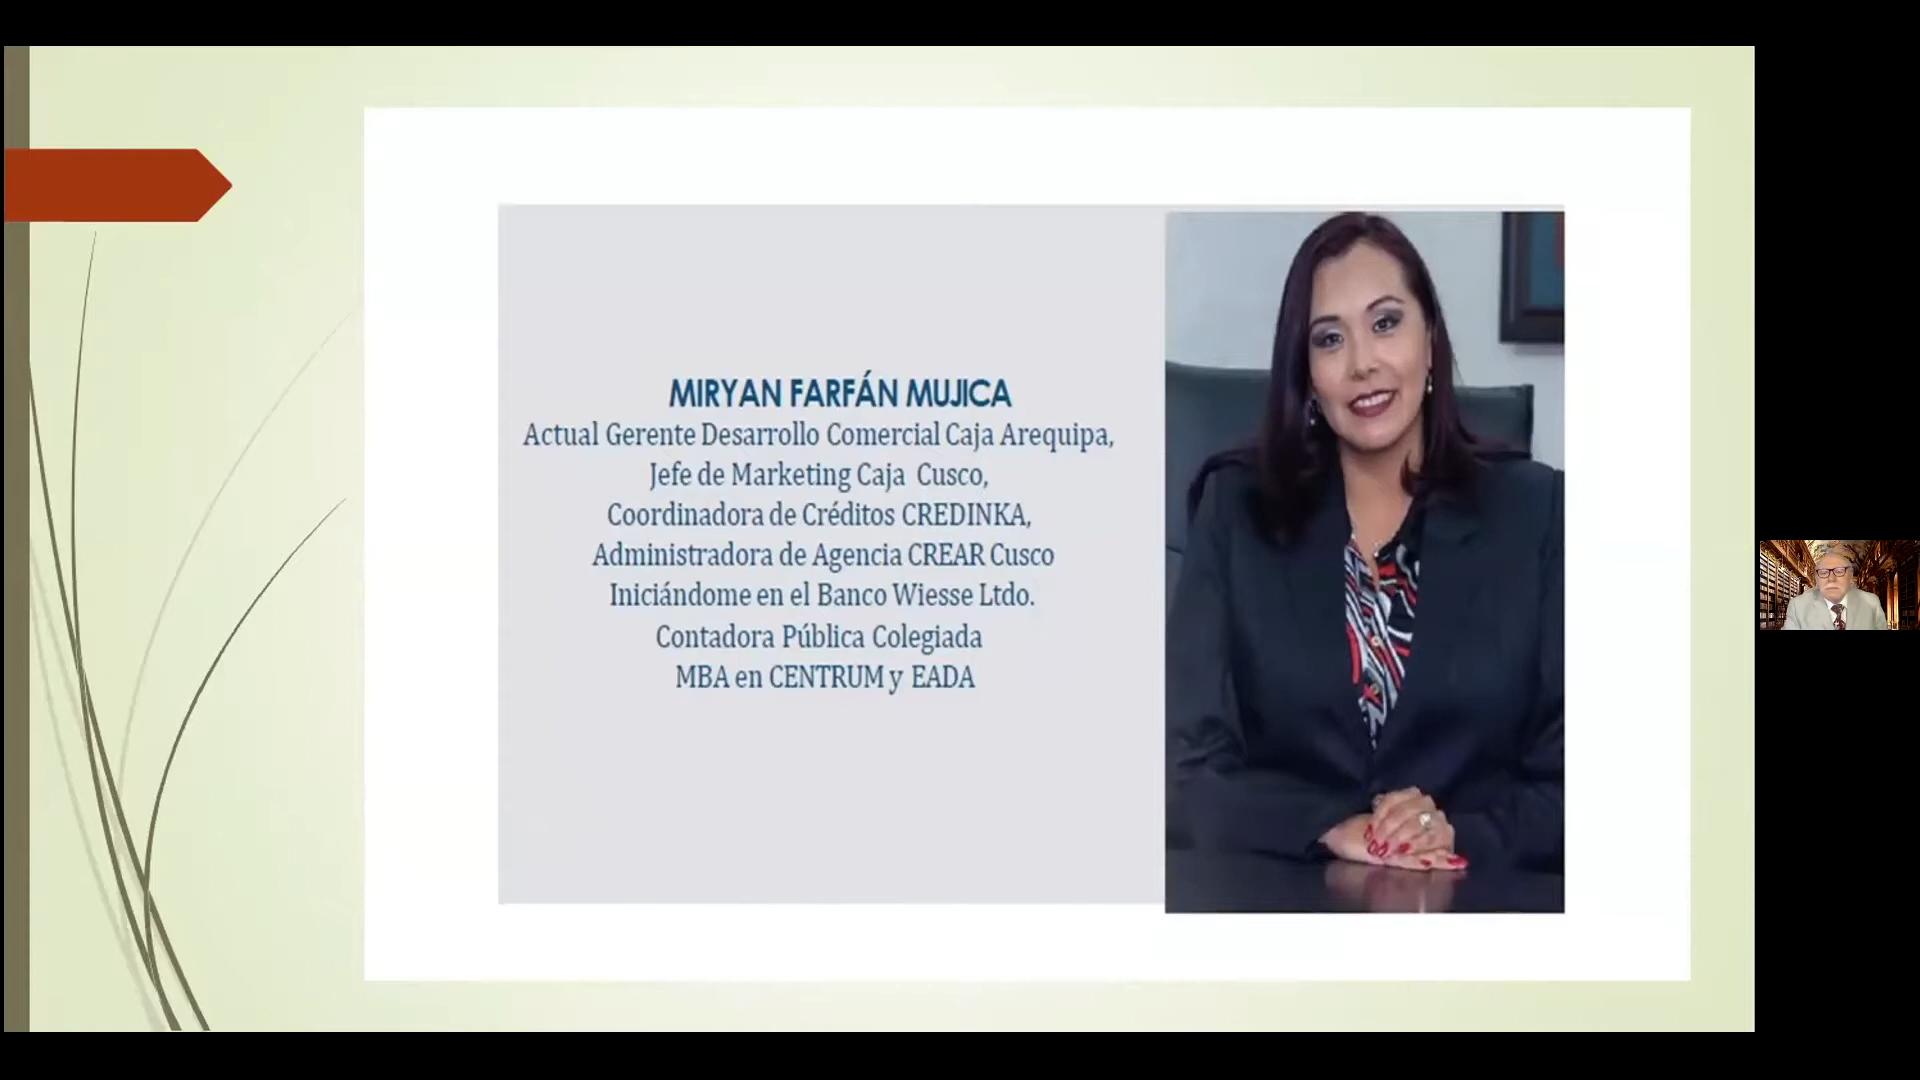 MIRYAN FARFÁN MUJICA
Actual Gerente Desarrollo Comercial Caja Arequipa,
Jefe de Marketing Caja Cusco,
Coordinadora de Créditos CREDINKA,
Administradora de Agencia CREAR Cusco
Iniciándome en el Banco Wiesse Ltdo.
Contadora Pública Colegiada
MBA en CENTRUM y EADA